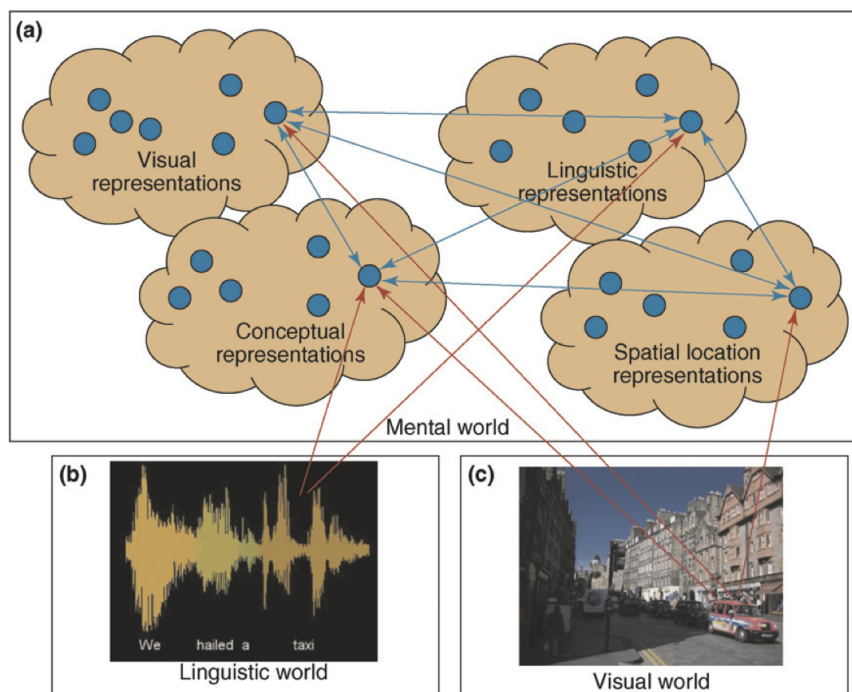 (a)
Visual
representations
Linguistic
representations
Conceptual
representations
Spatial location
representations
Mental world
(b)
We hailed a taxi
Linguistic world
(c)
Visual world